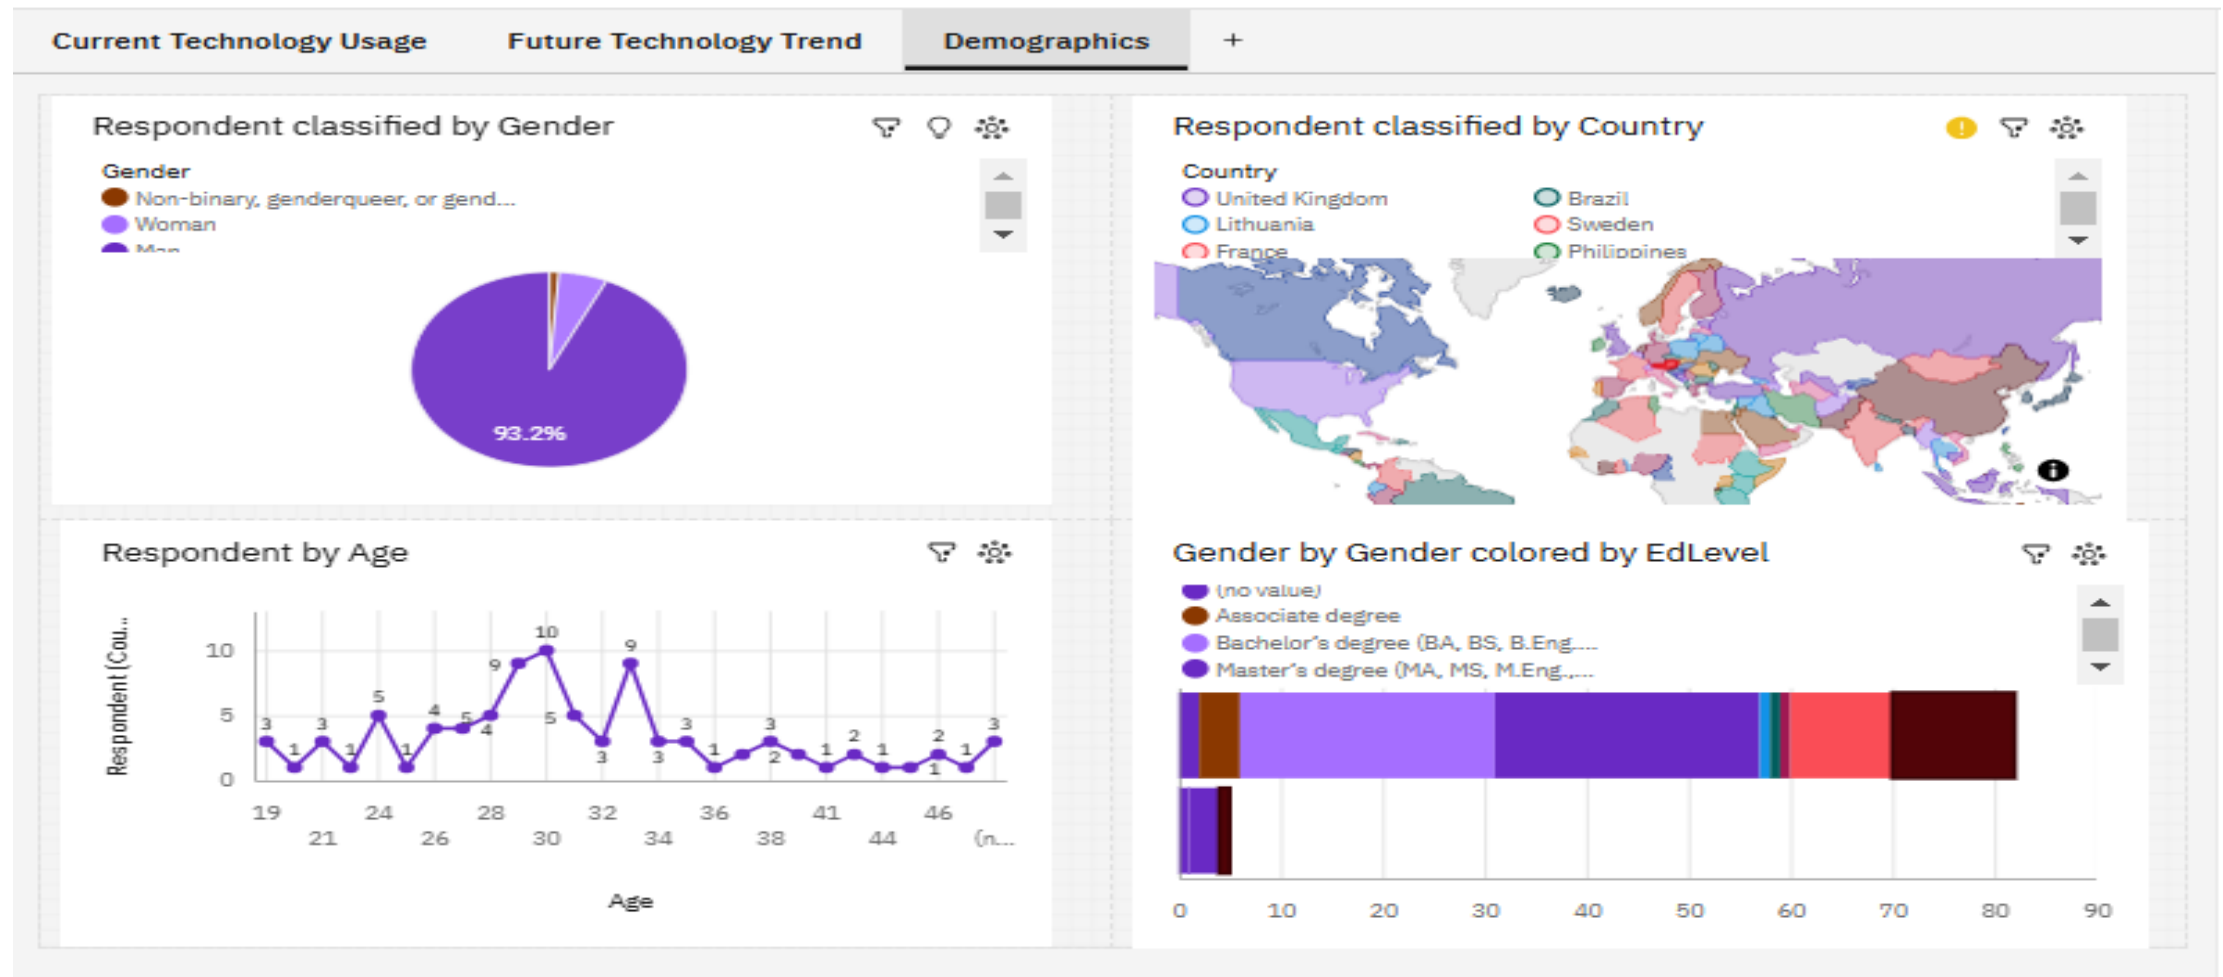 Current Technology Usage Future Technology Trend Demographics +
Respondent classified by Gender
Gender
Non-binary, genderqueer, or gend...
Woman
Man
93.2%
Respondent classified by Country
Country
United Kingdom Brazil
Lithuania Sweden
France Philippines
Respondent by Age
Respondent (Cou...
10
5
0
3 1 3 1 5 1 4 5 4 9 10 5 3 9 3 3 1 3 2 1 2 1 2 1 1 3
19 24 28 32 36 41 46
21 26 30 34 38 44 (n...
Age
Gender by Gender colored by EdLevel
(no value)
Associate degree
Bachelor's degree (BA, BS, B.Eng....
Master's degree (MA, MS, M.Eng.,...
0 10 20 30 40 50 60 70 80 90